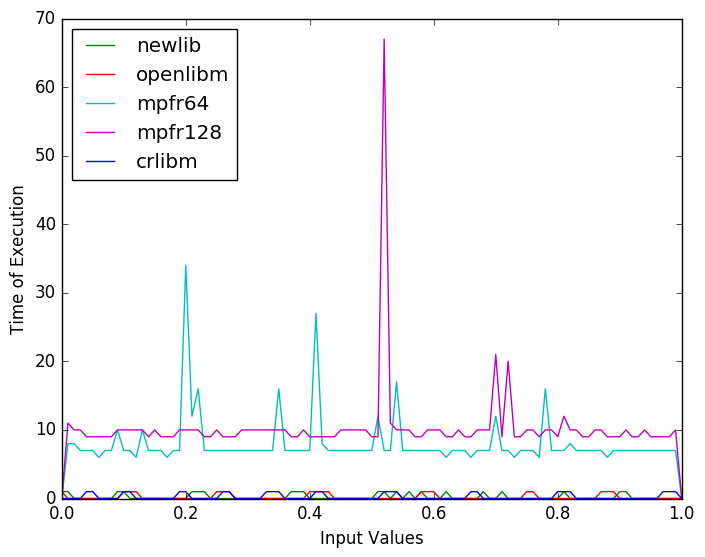 70
60
50
40
30
20
10
0
Time of Execution
newlib
openlibm
mpfr64
mpfr128
crlibm
0.0 0.2 0.4 0.6 0.8 1.0
Input Values